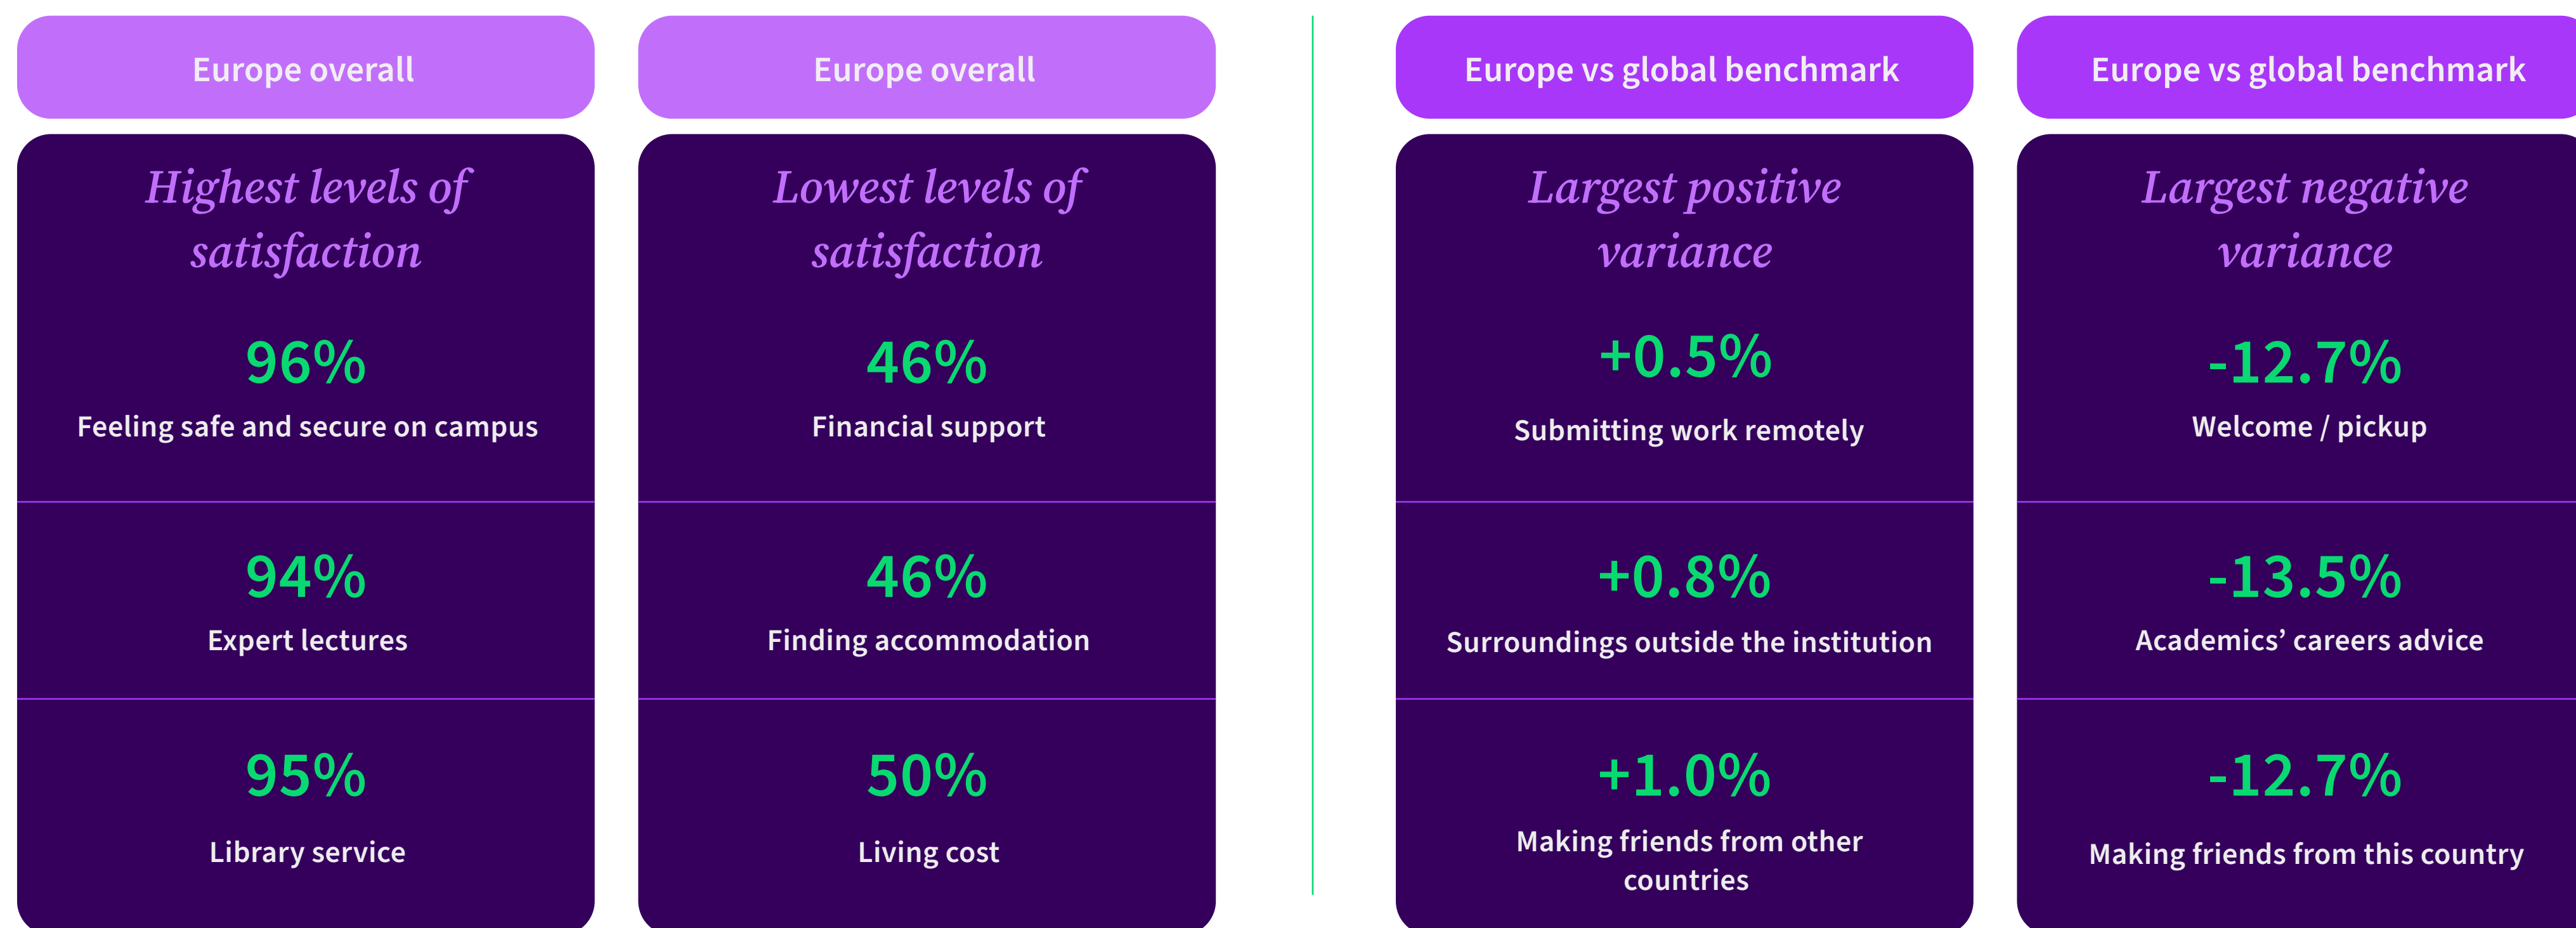 Europe overall
Highest levels of
satisfaction
96%
Feeling safe and secure on campus
94%
Expert lectures
95%
Library service
Europe overall
Lowest levels of
satisfaction
46%
Financial support
46%
Finding accommodation
50%
Living cost
Europe vs global benchmark
Largest positive
variance
+0.5%
Submitting work remotely
+0.8%
Surroundings outside the institution
+1.0%
Making friends from other
countries
Europe vs global benchmark
Largest negative
variance
-12.7%
Welcome / pickup
-13.5%
Academics’ careers advice
-12.7%
Making friends from this country